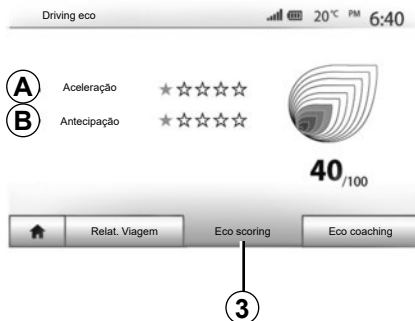 Driving eco 20°C PM 6:40
A Aceleração
B Antecipação
40/100
Relat. Viagem Eco scoring Eco coaching
3